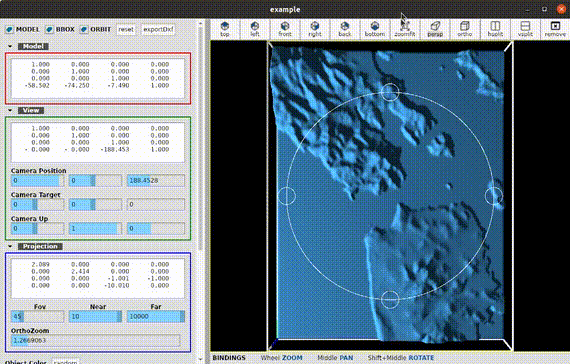 example
MODEL BBOX ORBIT reset exportDxf
top left front right back bottom zoomfit persp ortho hsplit vsplit remove
Model
1.000 0.000 0.000 0.000
0.000 1.000 0.000 0.000
0.000 0.000 1.000 0.000
-58.502 -74.250 -7.490 1.000
View
1.000 0.000 0.000 0.000
0.000 1.000 0.000 0.000
0.000 0.000 1.000 0.000
- 0.000 - 0.000 -188.453 1.000
Camera Position
0 0 188.4528
Camera Target
0 0 0
Camera Up
0 1 0
Projection
2.089 0.000 0.000 0.000
0.000 2.414 0.000 0.000
0.000 0.000 -1.001 -1.000
0.000 0.000 -10.010 0.000
Fov Near Far
45 10 10000
OrthoZoom
1.2669063
Object Color random
BINDINGS Wheel ZOOM Middle PAN Shift+Middle ROTATE